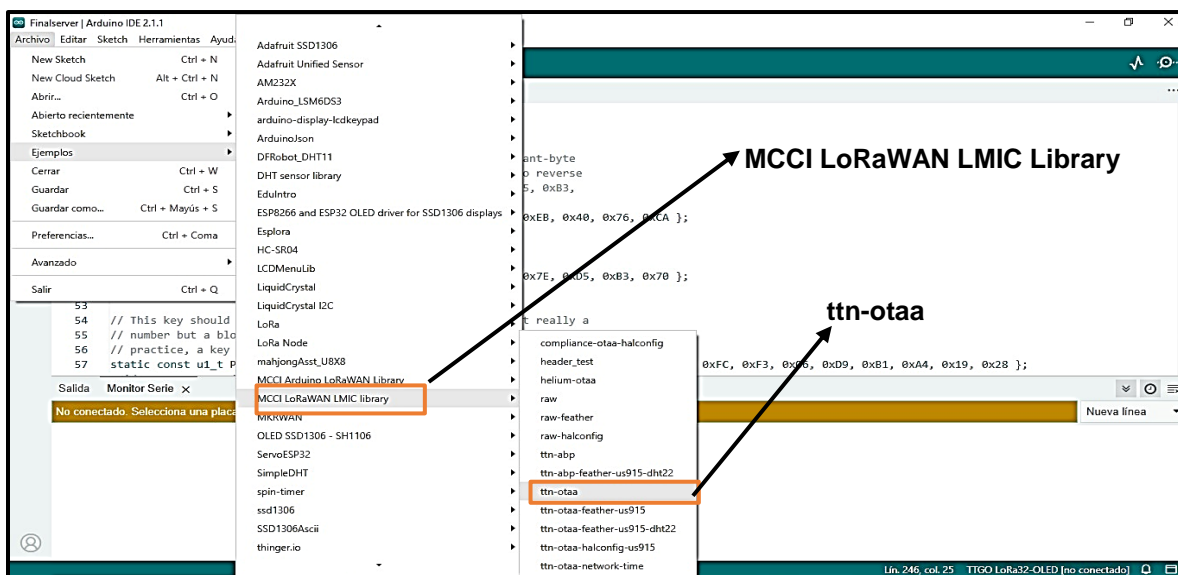 Finalserver | Arduino IDE 2.1.1
Archivo Editar Sketch Herramientas Ayud
New Sketch Ctrl + N
New Cloud Sketch Alt + Ctrl + N
Abrir... Ctrl + O
Abierto recientemente
Sketchbook
Ejemplos
Cerrar Ctrl + W
Guardar Ctrl + S
Guardar como... Ctrl + Mayús + S
Preferencias... Ctrl + Coma
Avanzado
Salir Ctrl + Q
Adafruit SSD1306
Adafruit Unified Sensor
AM232X
Arduino_LSM6DS3
arduino-display-lcdkeypad
ArduinoJson
DFRobot_DHT11
DHT sensor library
EduIntro
ESP8266 and ESP32 OLED driver for SSD1306 displays
Esplora
HC-SR04
LCDMenuLib
LiquidCrystal
LiquidCrystal I2C
LoRa
LoRa Node
mahjongAsst_U8X8
MCCI Arduino LoRaWAN Library
MCCI LoRaWAN LMIC library
MKRWAN
OLED SSD1306 - SH1106
ServoESP32
SimpleDHT
spin-timer
ssd1306
SSD1306Ascii
thinger.io
compliance-otaa-halconfig
header_test
helium-otaa
raw
raw-feather
raw-halconfig
ttn-abp
ttn-abp-feather-us915-dht22
ttn-otaa
ttn-otaa-feather-us915
ttn-otaa-feather-us915-dht22
ttn-otaa-halconfig-us915
ttn-otaa-network-time
MCCI LoRaWAN LMIC Library
ttn-otaa
ant-byte
o reverse
5, 0xB3,
0xEB, 0x40, 0x76, 0xCA };
0x7E, 0xD5, 0xB3, 0x70 };
53
54 // This key should t really a
55 // number but a blo
56 // practice, a key
57 static const u1_t P 0xFC, 0xF3, 0xD9, 0xB1, 0xA4, 0x19, 0x28 };
Salida Monitor Serie
No conectado. Selecciona una placa
Nueva línea
Lín. 246, col. 25 TTGO LoRa32-OLED [no conectado]